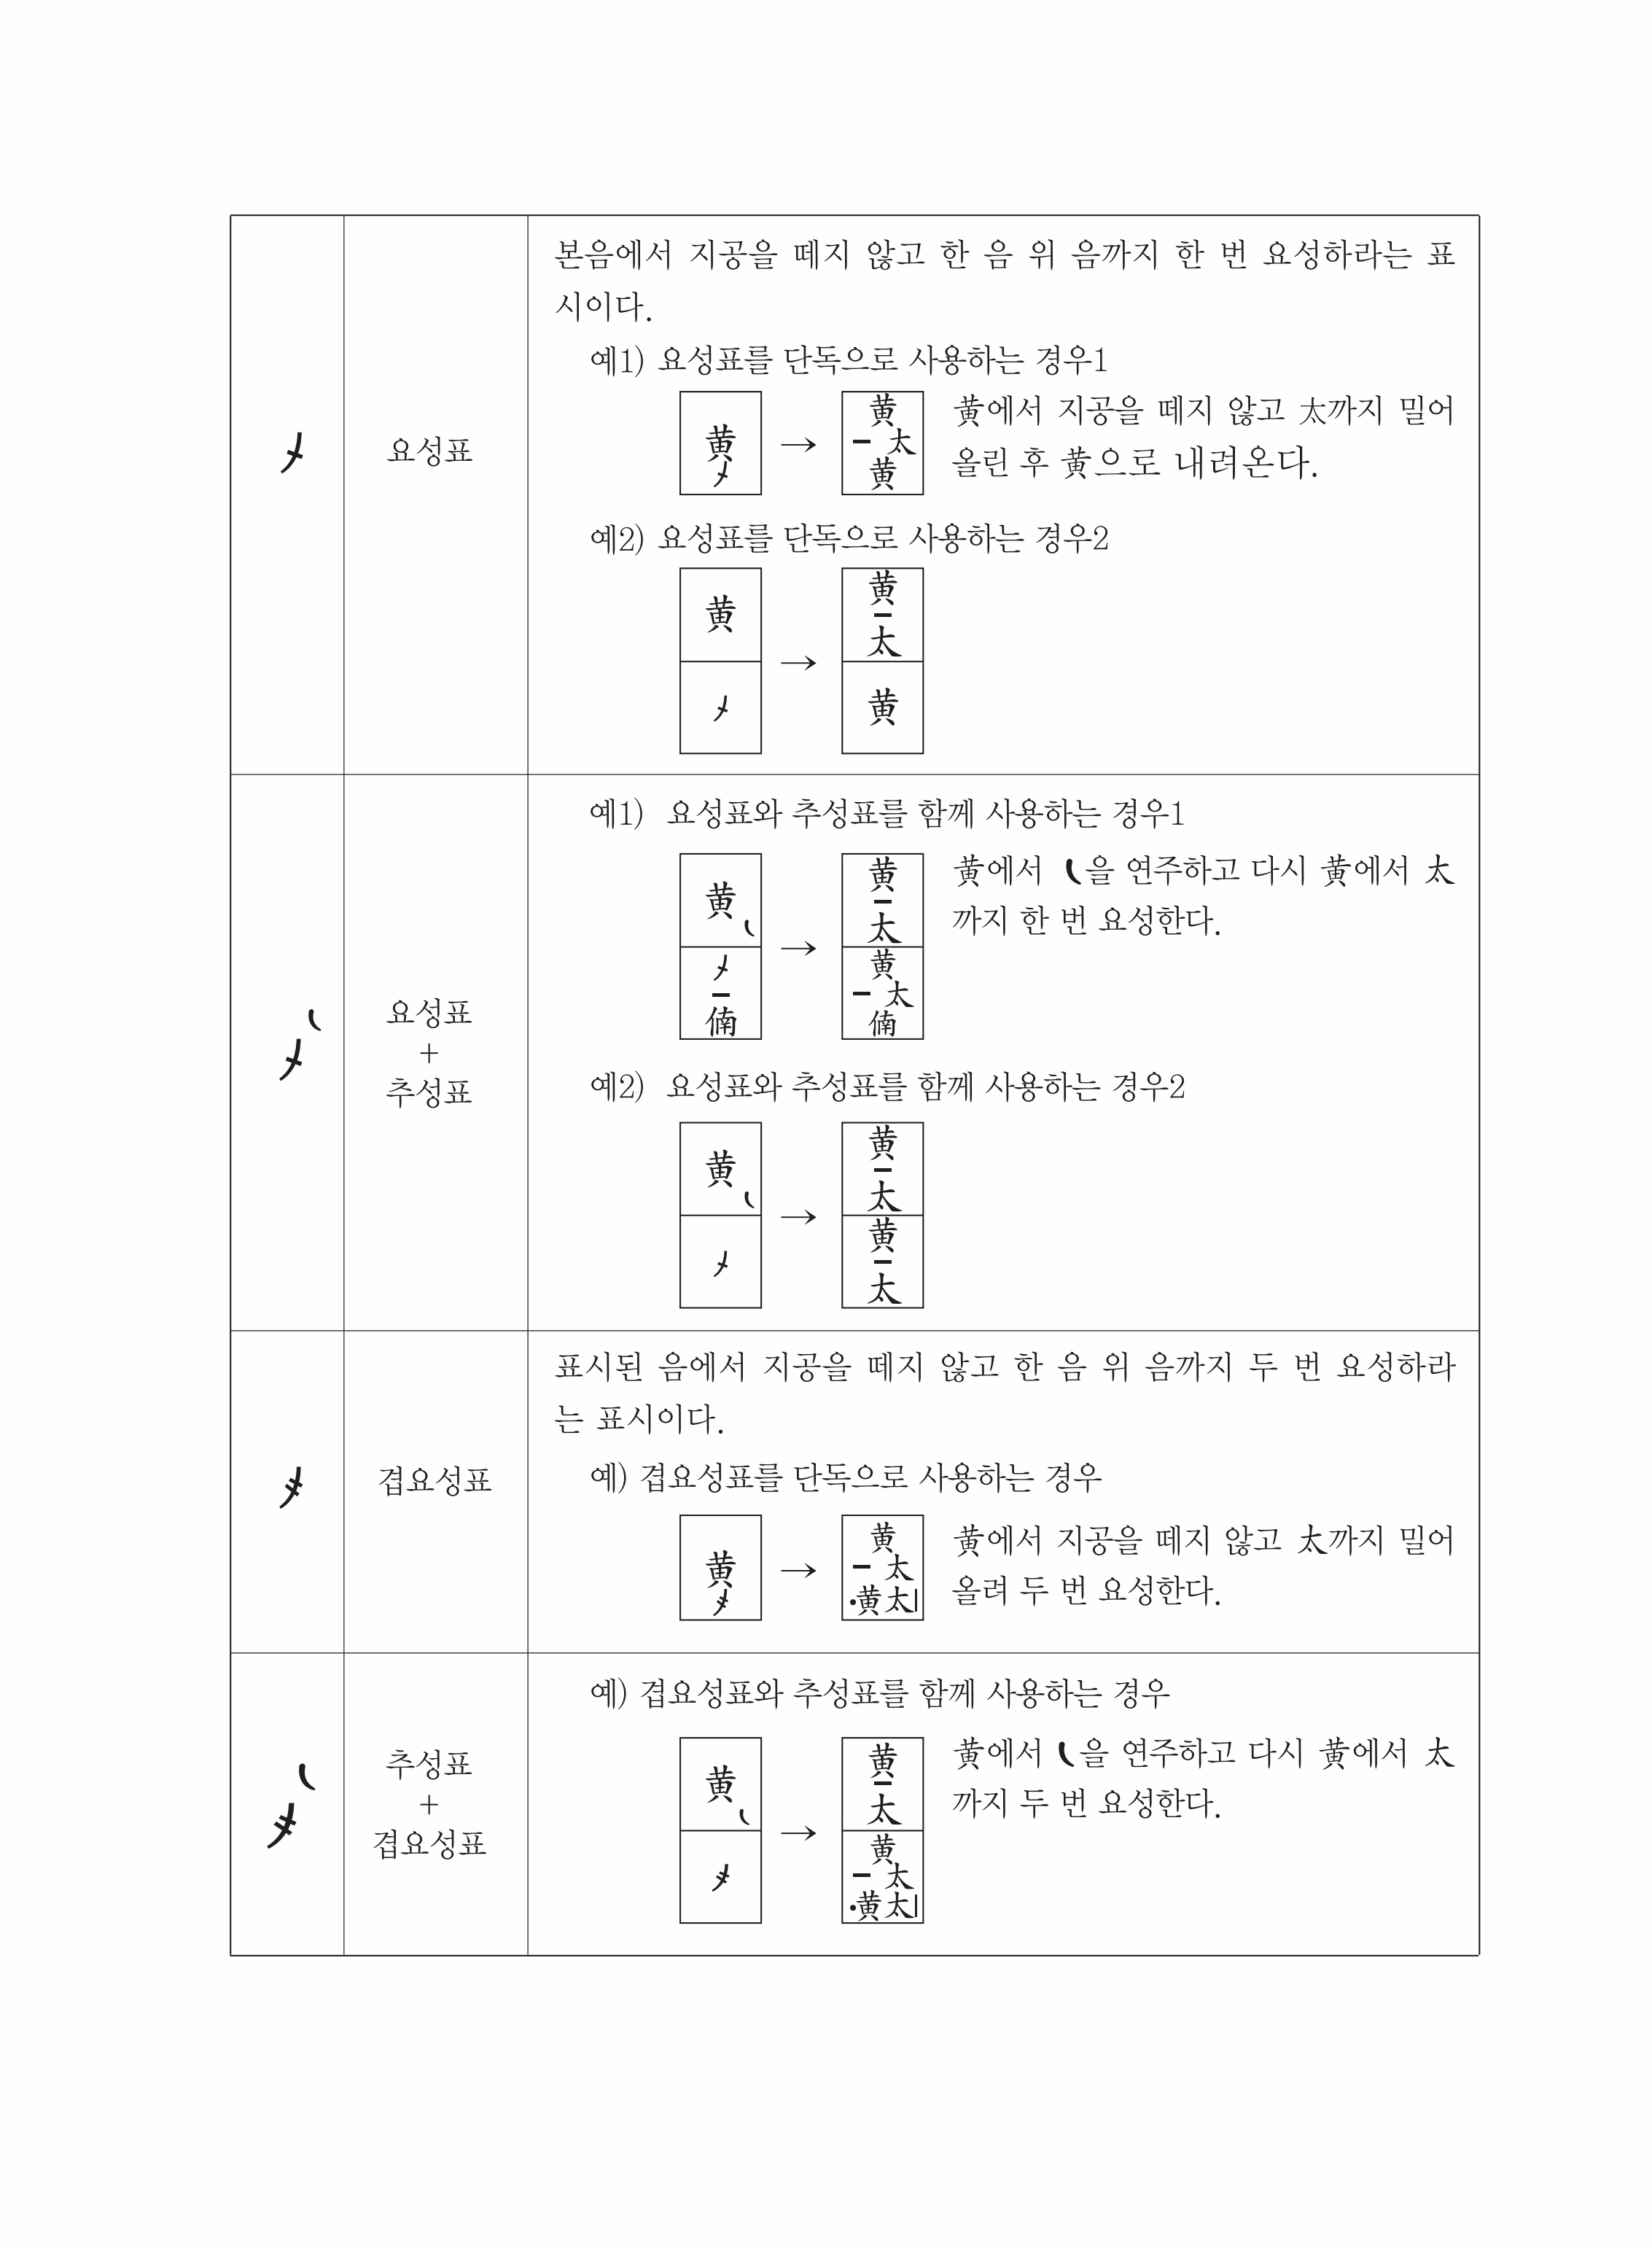 본음에서 지공을 떼지 않고 한 음 위 음까지 한 번 요성하라는 표
시이다.
예1) 요성표를 단독으로 사용하는 경우1
黄
→
黄
太
黄
黄에서 지공을 떼지 않고 太까지 밀어
올린 후 黄으로 내려온다.
요성표
예2) 요성표를 단독으로 사용하는 경우2
黄
→
黄
太
黄
예1) 요성표와 추성표를 함께 사용하는 경우1
黄
㑲
→
黄
太
黄
太
㑲
黄에서 을 연주하고 다시 黄에서 太
까지 한 번 요성한다.
요성표
+
추성표
예2) 요성표와 추성표를 함께 사용하는 경우2
黄
→
黄
太
黄
太
표시된 음에서 지공을 떼지 않고 한 음 위 음까지 두 번 요성하라
는 표시이다.
겹요성표
예) 겹요성표를 단독으로 사용하는 경우
黄
→
黄
太
黄太
黄에서 지공을 떼지 않고 太까지 밀어
올려 두 번 요성한다.
예) 겹요성표와 추성표를 함께 사용하는 경우
추성표
+
겹요성표
黄
→
黄
太
黄
太
黄太
黄에서 을 연주하고 다시 黄에서 太
까지 두 번 요성한다.